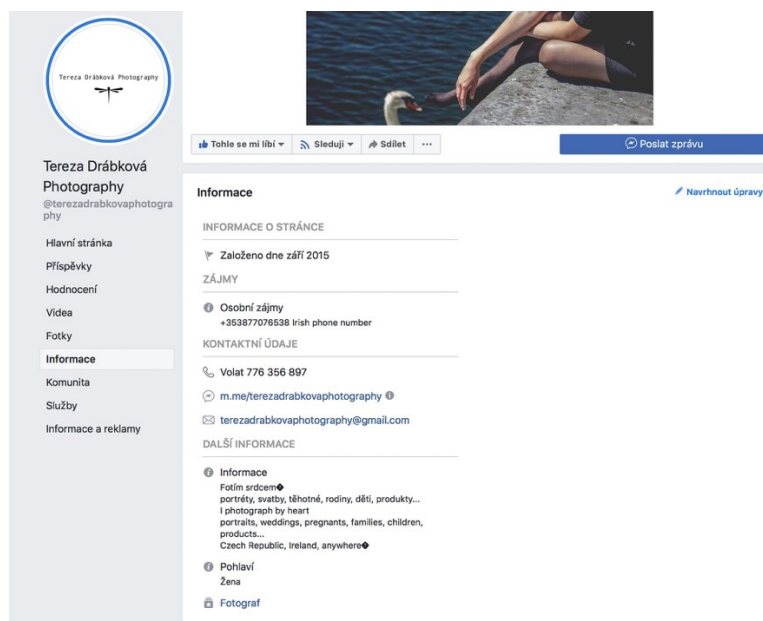 Tereza Drábková Photography
Tohle se mi líbí
Sleduji
Sdílet
Poslat zprávu
Tereza Drábková
Photography
@terezadrabkovaphotogra
phy
Hlavní stránka
Příspěvky
Hodnocení
Videa
Fotky
Informace
Komunita
Služby
Informace a reklamy
Informace
Navrhnout úpravy
INFORMACE O STRÁNCE
Založeno dne září 2015
ZÁJMY
Osobní zájmy
+353877076538 Irish phone number
KONTAKTNÍ ÚDAJE
Volat 776 356 897
m.me/terezadrabkovaphotography
terezadrabkovaphotography@gmail.com
DALŠÍ INFORMACE
Informace
Fotím srdcem�
portréty, svatby, těhotné, rodiny, děti, produkty...
I photograph by heart
portraits, weddings, pregnants, families, children,
products...
Czech Republic, Ireland, anywhere�
Pohlaví
Žena
Fotograf